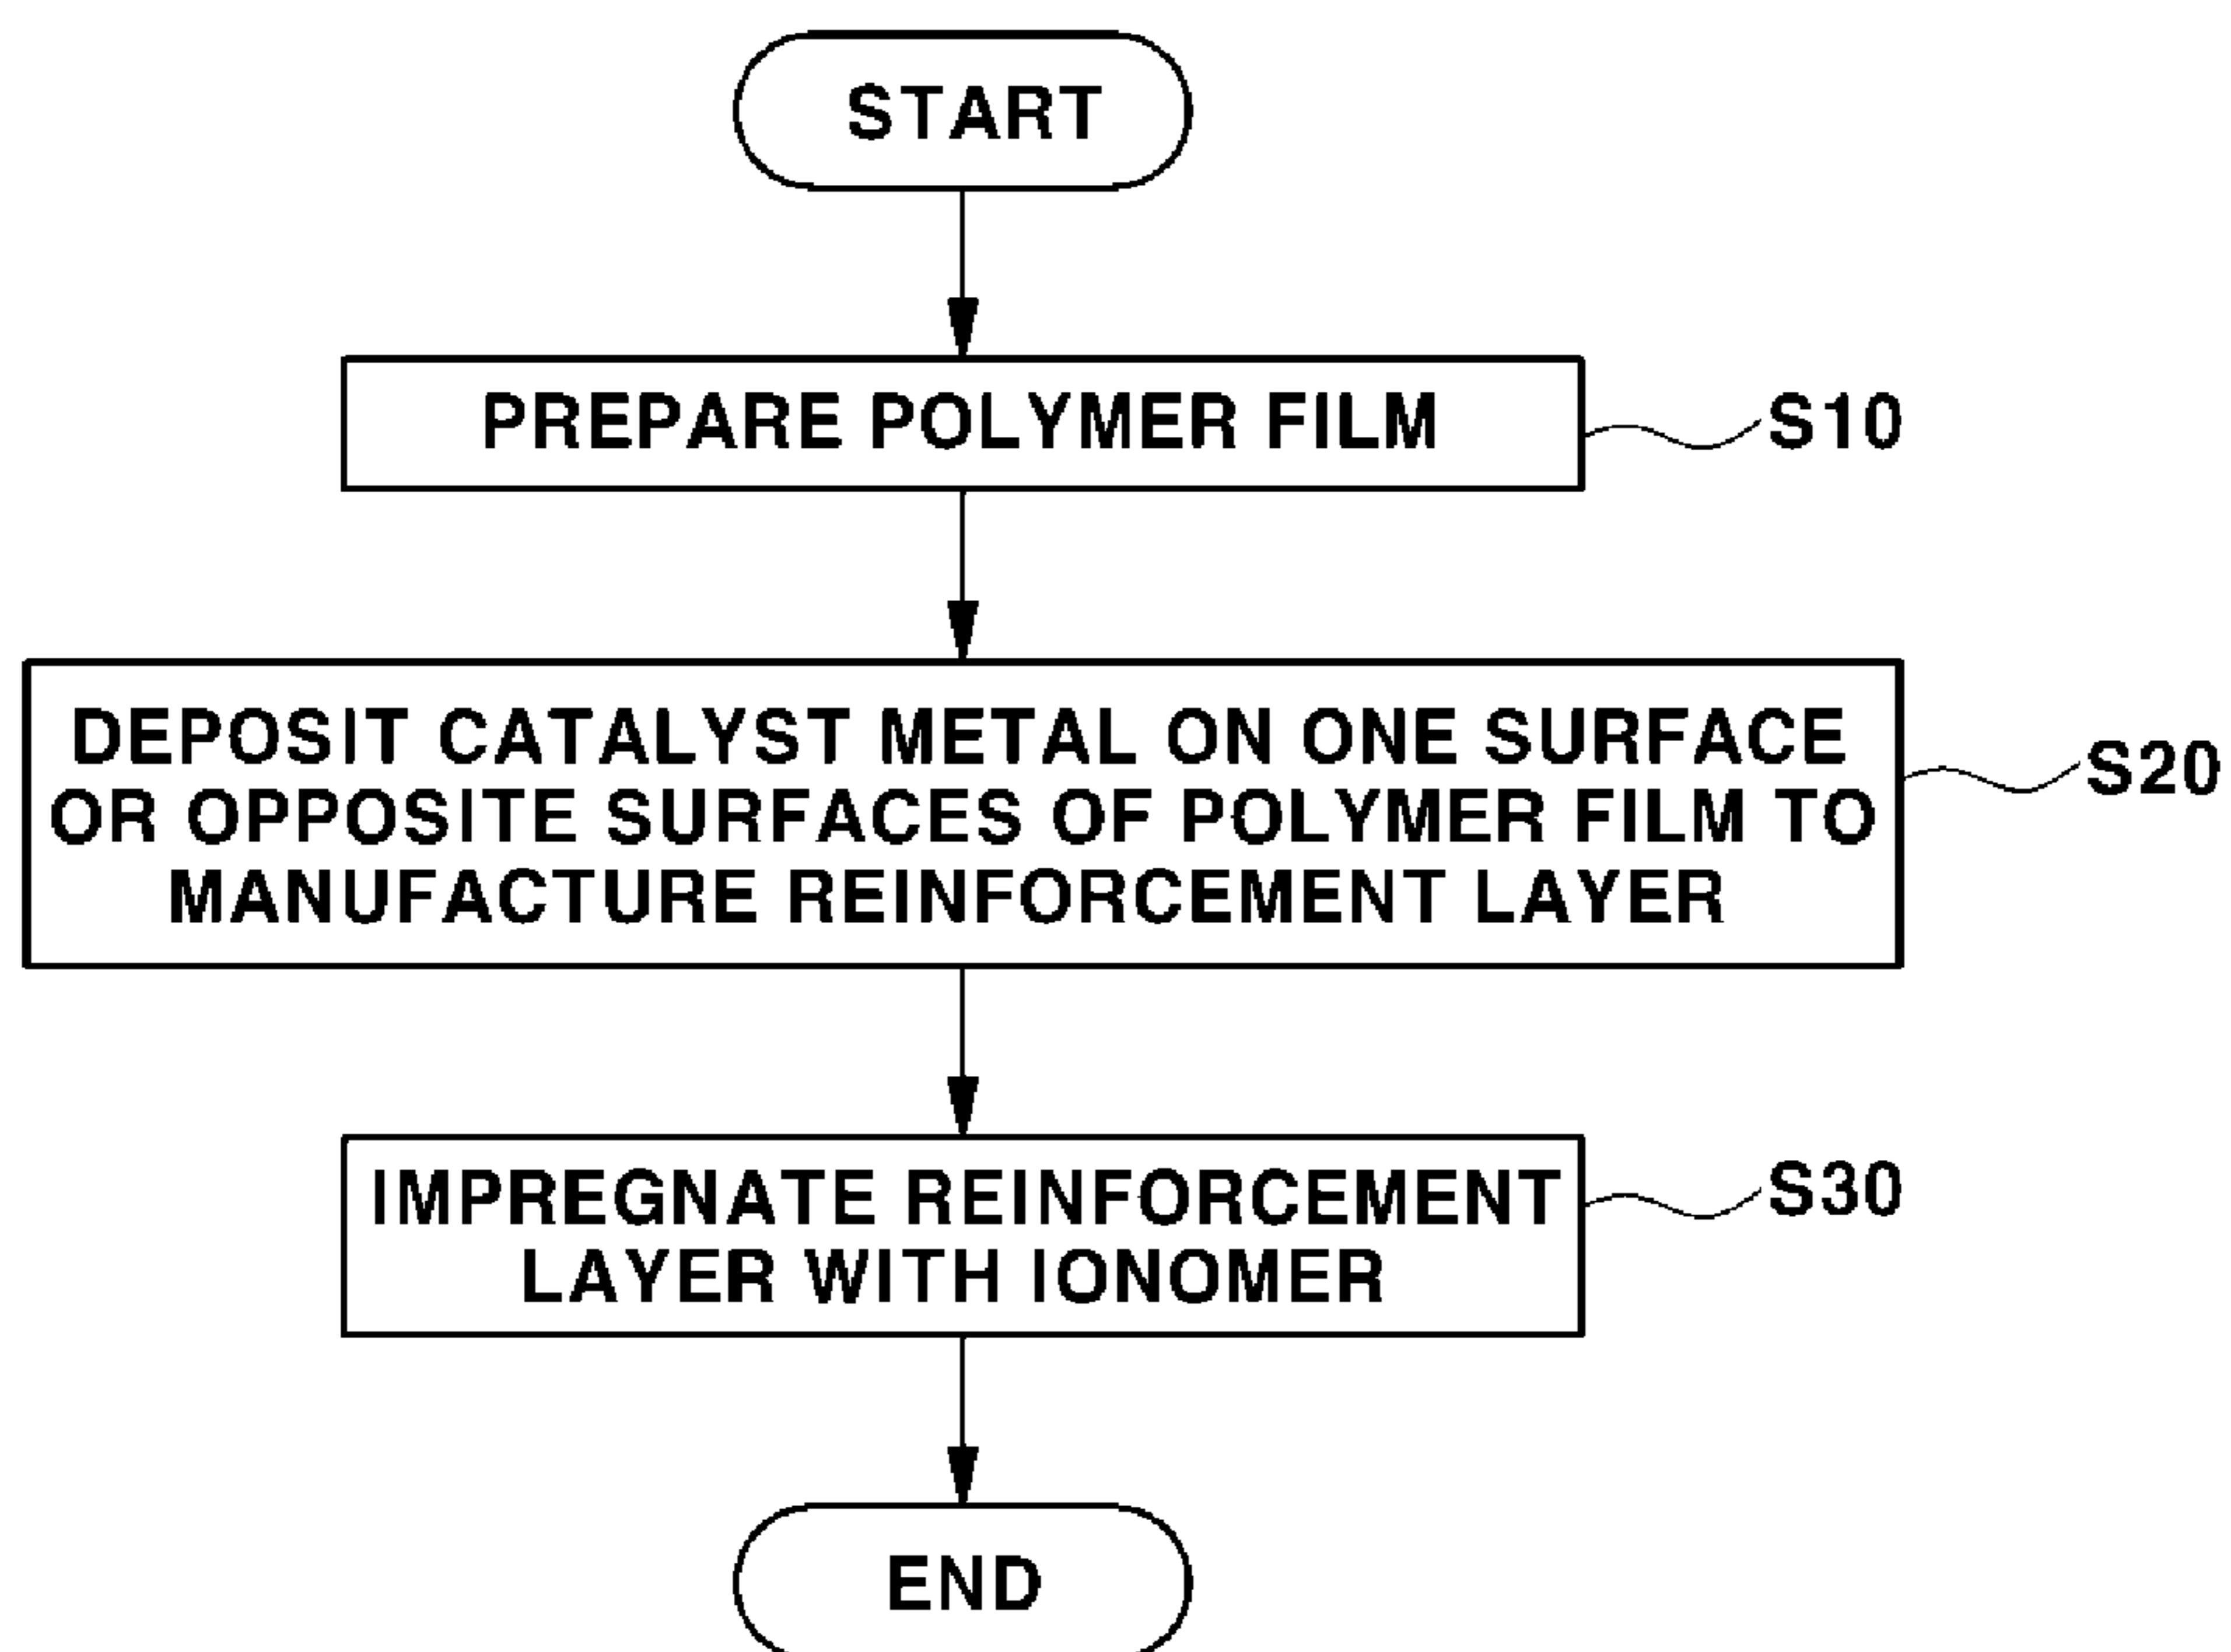 START
PREPARE POLYMER FILM
S10
DEPOSIT CATALYST METAL ON ONE SURFACE
OR OPPOSITE SURFACES OF POLYMER FILM TO
MANUFACTURE REINFORCEMENT LAYER
S20
IMPREGNATE REINFORCEMENT
LAYER WITH IONOMER
S30
END